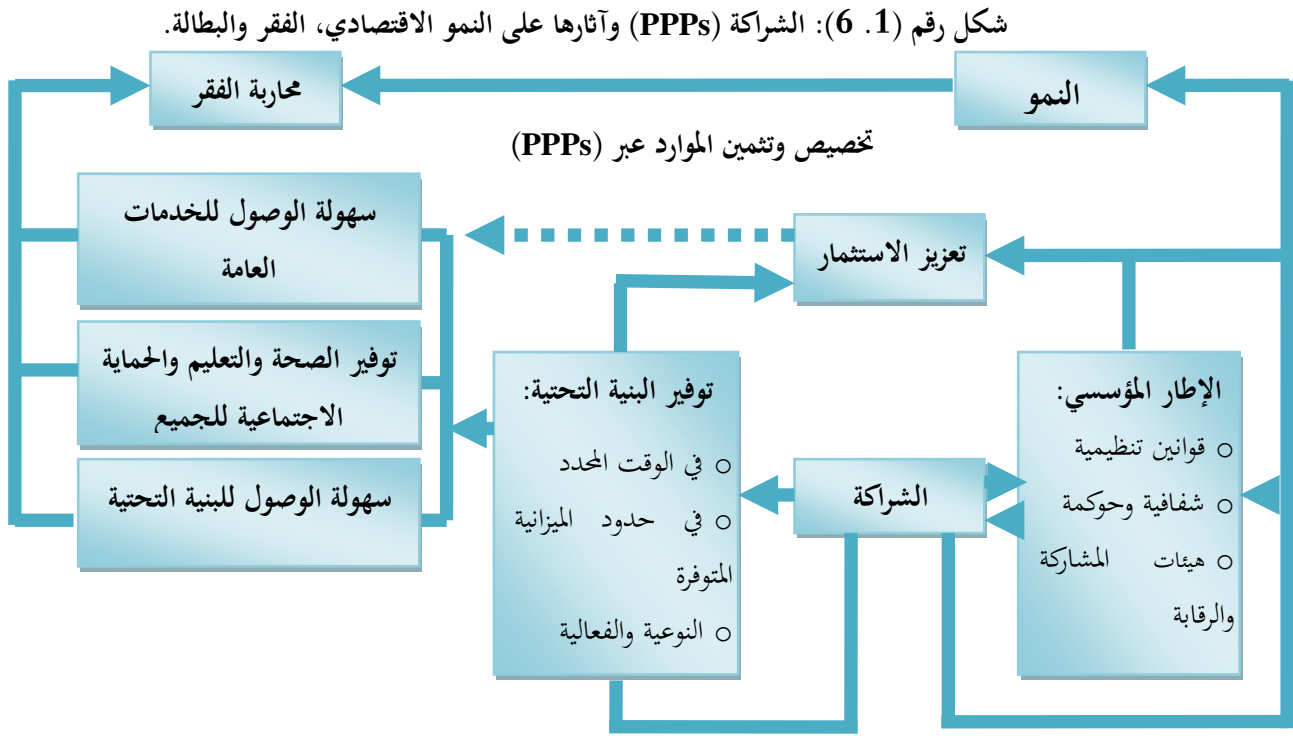 شكل رقم (1. 6): الشراكة (PPPs) وآثارها على النمو الاقتصادي، الفقر والبطالة.
النمو
محاربة الفقر
تخصيص وتثمين الموارد عبر (PPPs)
تعزيز الاستثمار
سهولة الوصول للخدمات
العامة
توفير الصحة والتعليم والحماية
الاجتماعية للجميع
سهولة الوصول للبنية التحتية
الإطار المؤسسي:
○ قوانين تنظيمية
○ شفافية وحوكمة
○ هيئات المشاركة
والرقابة
الشراكة
توفير البنية التحتية:
○ في الوقت المحدد
○ في حدود الميزانية
المتوفرة
○ النوعية والفعالية